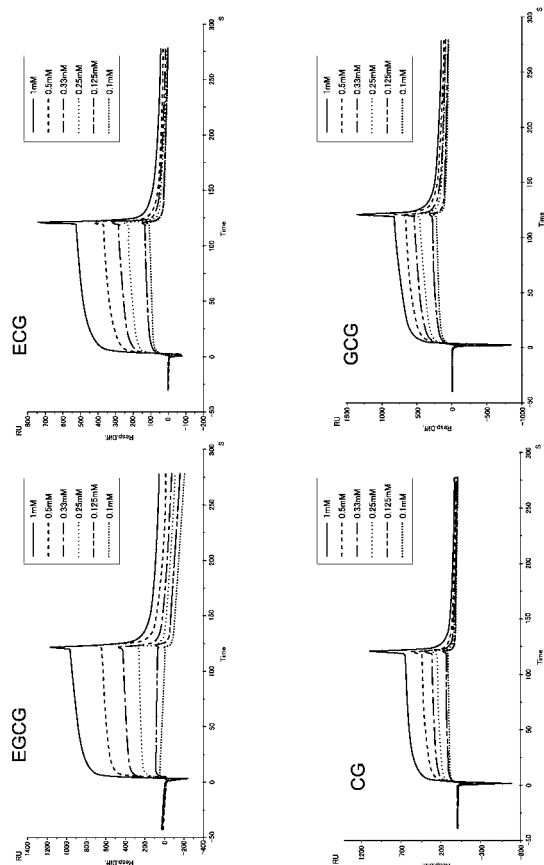 EGCG
RU
1400
1200
1000
800
600
400
200
0
-200
-400
Resp.Diff.
-50
0
50
100
150
200
250
300
Time
S
1mM
0.5mM
0.33mM
0.25mM
0.125mM
0.1mM
ECG
RU
800
700
600
500
400
300
200
100
0
-100
-200
Resp.Diff.
-50
0
50
100
150
200
250
300
Time
S
1mM
0.5mM
0.33mM
0.25mM
0.125mM
0.1mM
CG
RU
1200
700
200
-300
-800
-50
0
50
100
150
200
250
300
Time
S
1mM
0.5mM
0.33mM
0.25mM
0.125mM
0.1mM
GCG
RU
1500
1000
500
0
-500
-1000
Resp.Diff.
-50
0
50
100
150
200
250
300
Time
S
1mM
0.5mM
0.33mM
0.25mM
0.125mM
0.1mM